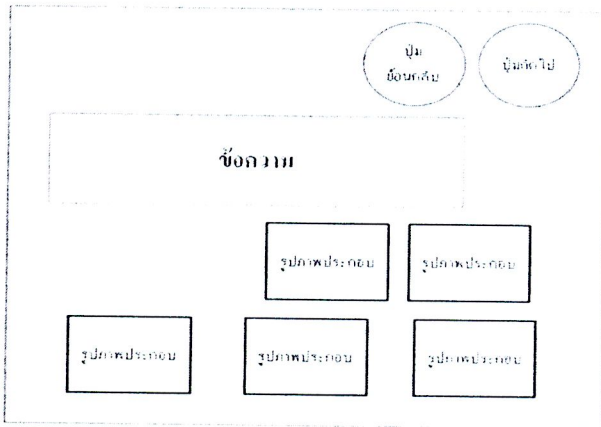 ปุ่ม
ย้อนกลับ
ปุ่มถัดไป
ข้อความ
รูปภาพประกอบ
รูปภาพประกอบ
รูปภาพประกอบ
รูปภาพประกอบ
รูปภาพประกอบ